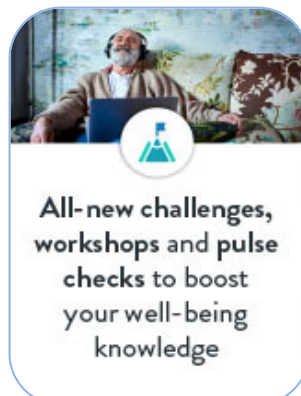 All-new challenges,
workshops and pulse
checks to boost
your well-being
knowledge